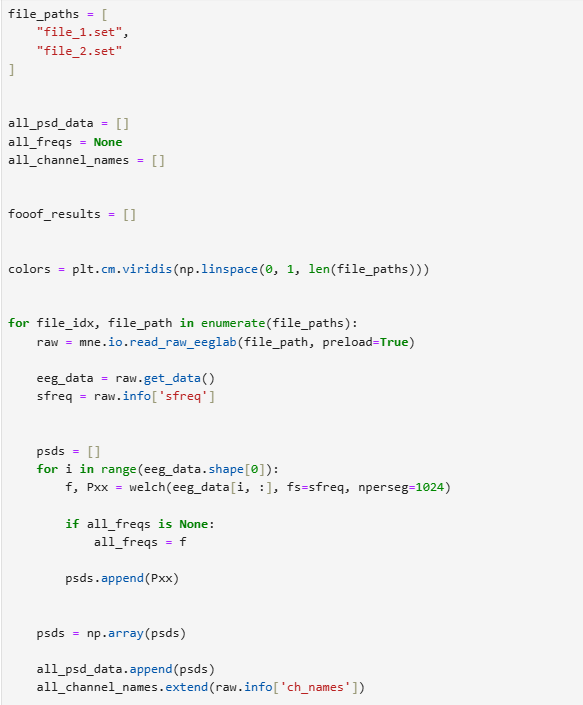 file_paths = [
    "file_1.set",
    "file_2.set"
]
all_psd_data = []
all_freqs = None
all_channel_names = []
fooof_results = []
colors = plt.cm.viridis(np.linspace(0, 1, len(file_paths)))
for file_idx, file_path in enumerate(file_paths):
    raw = mne.io.read_raw_eeglab(file_path, preload=True)
    eeg_data = raw.get_data()
    sfreq = raw.info['sfreq']
    psds = []
    for i in range(eeg_data.shape[0]):
        f, Pxx = welch(eeg_data[i, :], fs=sfreq, nperseg=1024)
        if all_freqs is None:
            all_freqs = f
        psds.append(Pxx)
    psds = np.array(psds)
    all_psd_data.append(psds)
    all_channel_names.extend(raw.info['ch_names'])